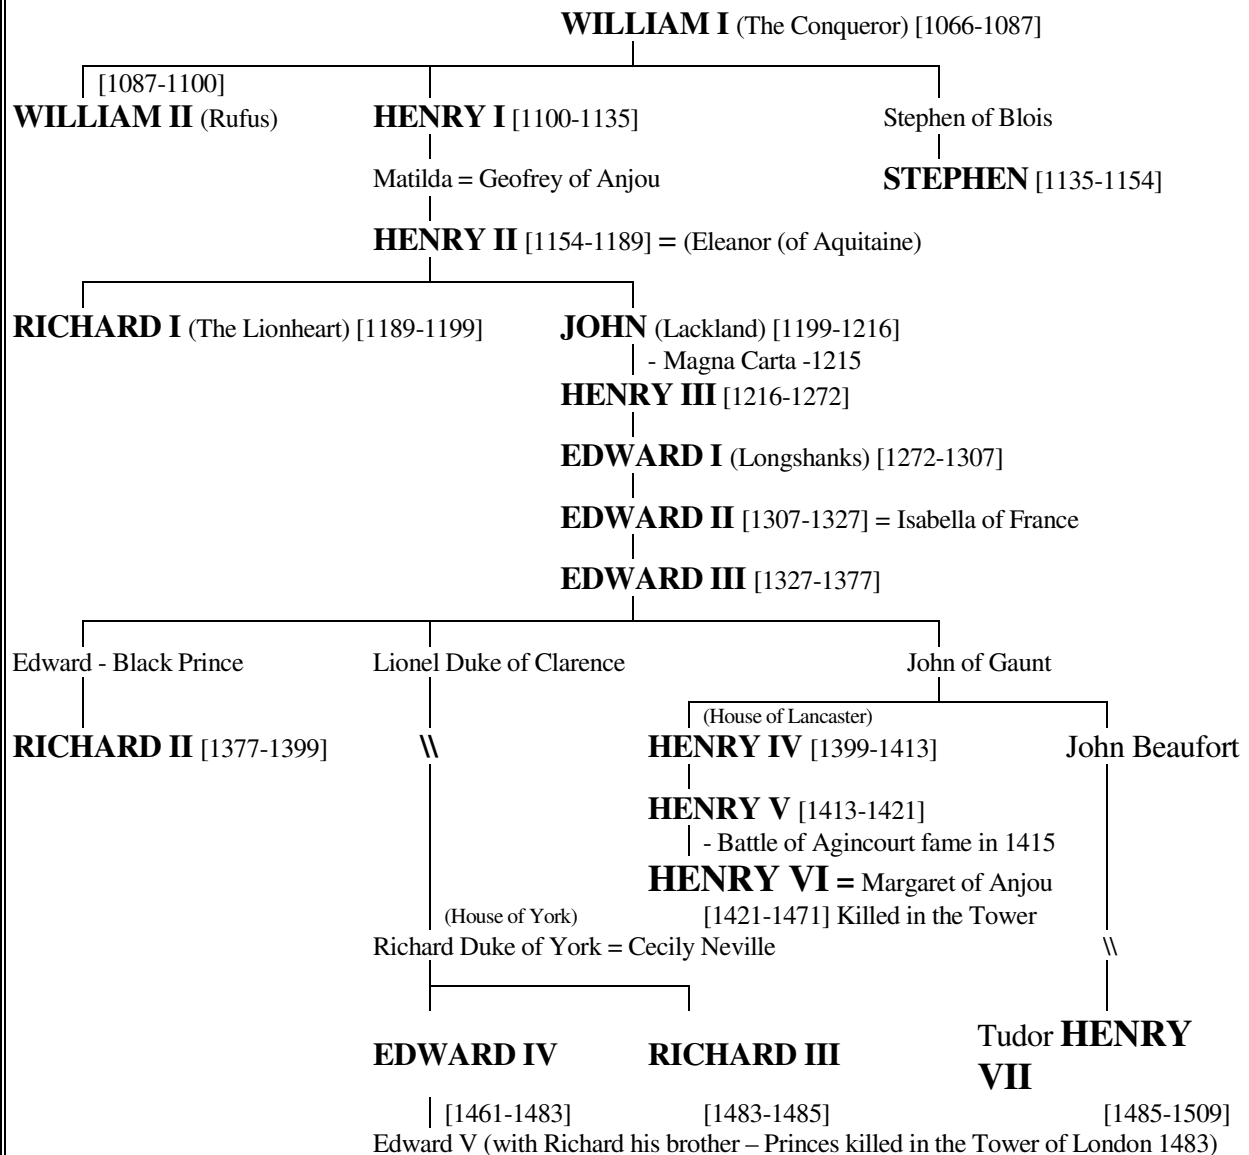 WILLIAM I (The Conqueror) [1066-1087]
[1087-1100]
WILLIAM II (Rufus) HENRY I [1100-1135] Stephen of Blois
Matilda = Geofrey of Anjou STEPHEN [1135-1154]
HENRY II [1154-1189] = (Eleanor (of Aquitaine)
RICHARD I (The Lionheart) [1189-1199] JOHN (Lackland) [1199-1216]
- Magna Carta -1215
HENRY III [1216-1272]
EDWARD I (Longshanks) [1272-1307]
EDWARD II [1307-1327] = Isabella of France
EDWARD III [1327-1377]
Edward - Black Prince Lionel Duke of Clarence John of Gaunt
(House of Lancaster)
RICHARD II [1377-1399] \\ HENRY IV [1399-1413] John Beaufort
HENRY V [1413-1421]
- Battle of Agincourt fame in 1415
HENRY VI = Margaret of Anjou
(House of York) [1421-1471] Killed in the Tower
Richard Duke of York = Cecily Neville \\
Tudor HENRY
EDWARD IV RICHARD III VII
[1461-1483] [1483-1485] [1485-1509]
Edward V (with Richard his brother – Princes killed in the Tower of London 1483)